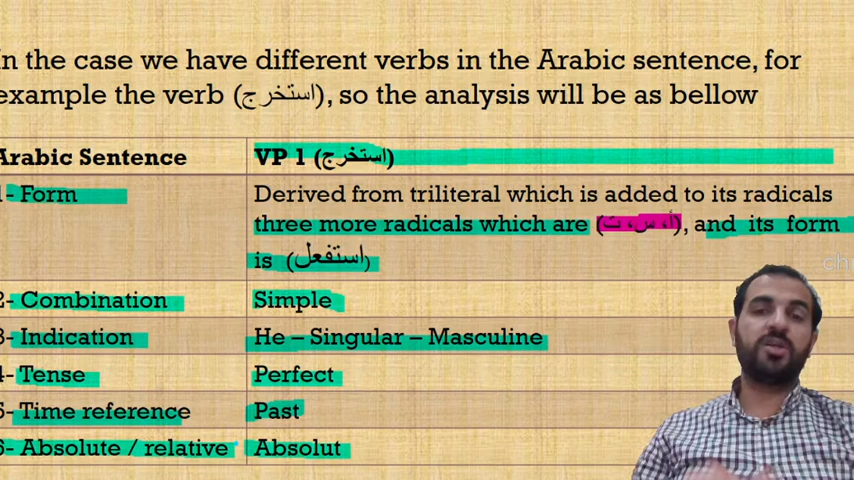 In the case we have different verbs in the Arabic sentence, for
example the verb (استخرج), so the analysis will be as bellow
Arabic Sentence
VP 1 (استخرج)
1- Form
Derived from triliteral which is added to its radicals
three more radicals which are (أ، س، ت), and its form
is (استفعل)
2- Combination
Simple
3- Indication
He – Singular – Masculine
4- Tense
Perfect
5- Time reference
Past
6- Absolute / relative
Absolut